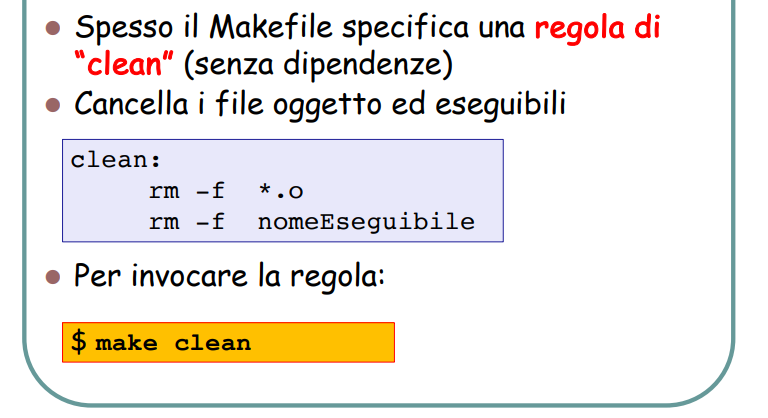 Spesso il Makefile specifica una regola di
"clean" (senza dipendenze)
Cancella i file oggetto ed eseguibili
clean:
rm -f *.o
rm -f nomeEseguibile
Per invocare la regola:
$ make clean